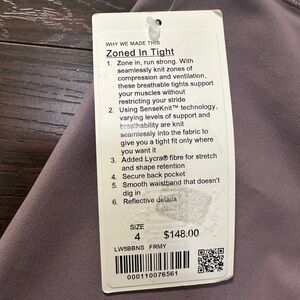 WHY WE MADE THIS
Zoned In Tight
1. Zone in, run strong. With
seamlessly knit zones of
compression and ventilation,
these breathable tights support
your muscles without
restricting your stride
2. Using SenseKnit™ technology,
varying levels of support and
breathability are knit
seamlessly into the fabric to
give you a tight fit only where
you want it
3. Added Lycra® fibre for stretch
and shape retention
4. Secure back pocket
5. Smooth waistband that doesn't
dig in
6. Reflective details
SIZE
4 $148.00
LW5BBNS FRMY
000110076561